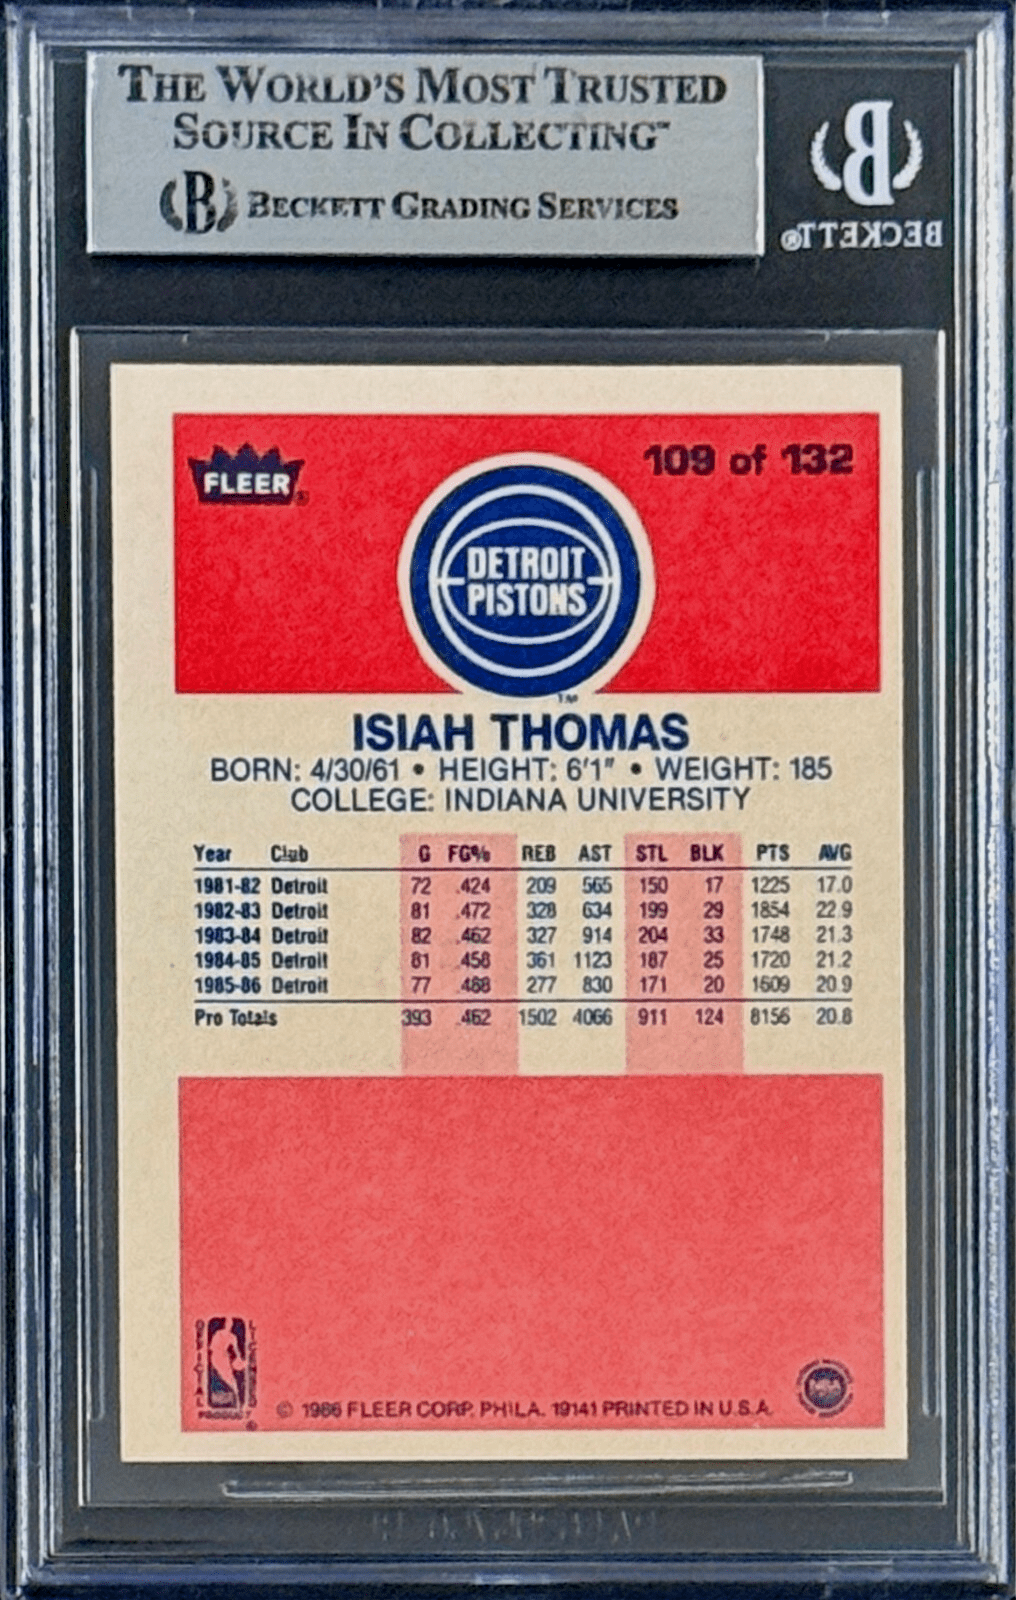 THE WORLD'S MOST TRUSTED
SOURCE IN COLLECTING™
B BECKETT GRADING SERVICES
B
BECKETT®
FLEER
109 of 132
DETROIT
PISTONS
TM
ISIAH THOMAS
BORN: 4/30/61 • HEIGHT: 6'1" • WEIGHT: 185
COLLEGE: INDIANA UNIVERSITY
Year Club G FG% REB AST STL BLK PTS AVG
1981-82 Detroit 72 .424 209 565 150 17 1225 17.0
1982-83 Detroit 81 .472 328 634 199 29 1854 22.9
1983-84 Detroit 82 .462 327 914 204 33 1748 21.3
1984-85 Detroit 81 .458 361 1123 187 25 1720 21.2
1985-86 Detroit 77 .488 277 830 171 20 1609 20.9
Pro Totals 393 .462 1502 4066 911 124 8156 20.8
OFFICIAL
LICENSED
PRODUCT
© 1986 FLEER CORP. PHILA. 19141 PRINTED IN U.S.A.